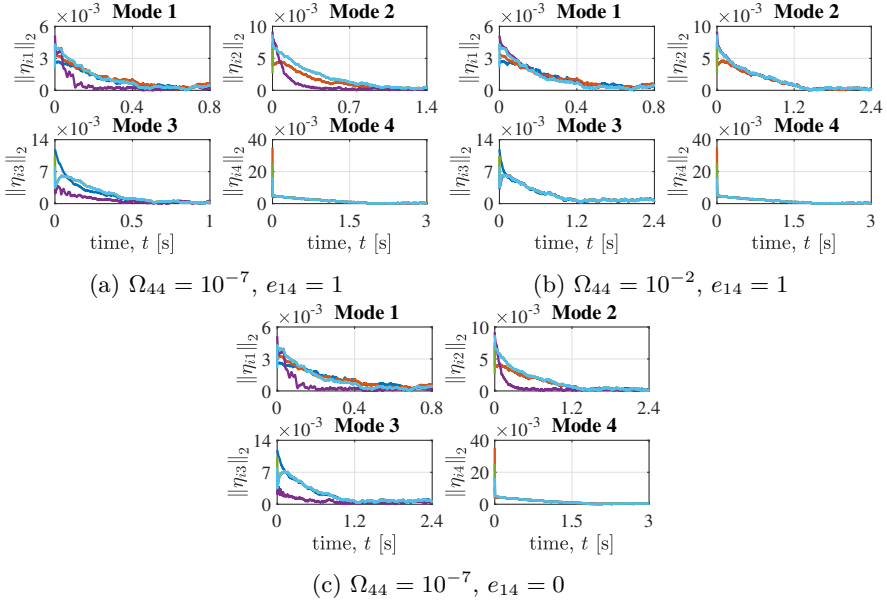 ×10⁻³ Mode 1
‖η_{i1}‖₂
6
3
0
0 0.4 0.8
×10⁻³ Mode 2
‖η_{i2}‖₂
10
5
0
0 0.7 1.4
×10⁻³ Mode 3
‖η_{i3}‖₂
14
7
0
0 0.5 1
time, t [s]
×10⁻³ Mode 4
‖η_{i4}‖₂
40
20
0
0 1.5 3
time, t [s]
(a) Ω₄₄ = 10⁻⁷, e₁₄ = 1
×10⁻³ Mode 1
‖η_{i1}‖₂
6
3
0
0 0.4 0.8
×10⁻³ Mode 2
‖η_{i2}‖₂
10
5
0
0 1.2 2.4
×10⁻³ Mode 3
‖η_{i3}‖₂
14
7
0
0 1.2 2.4
time, t [s]
×10⁻³ Mode 4
‖η_{i4}‖₂
40
20
0
0 1.5 3
time, t [s]
(b) Ω₄₄ = 10⁻², e₁₄ = 1
×10⁻³ Mode 1
‖η_{i1}‖₂
6
3
0
0 0.4 0.8
×10⁻³ Mode 2
‖η_{i2}‖₂
10
5
0
0 1.2 2.4
×10⁻³ Mode 3
‖η_{i3}‖₂
14
7
0
0 1.2 2.4
time, t [s]
×10⁻³ Mode 4
‖η_{i4}‖₂
40
20
0
0 1.5 3
time, t [s]
(c) Ω₄₄ = 10⁻⁷, e₁₄ = 0